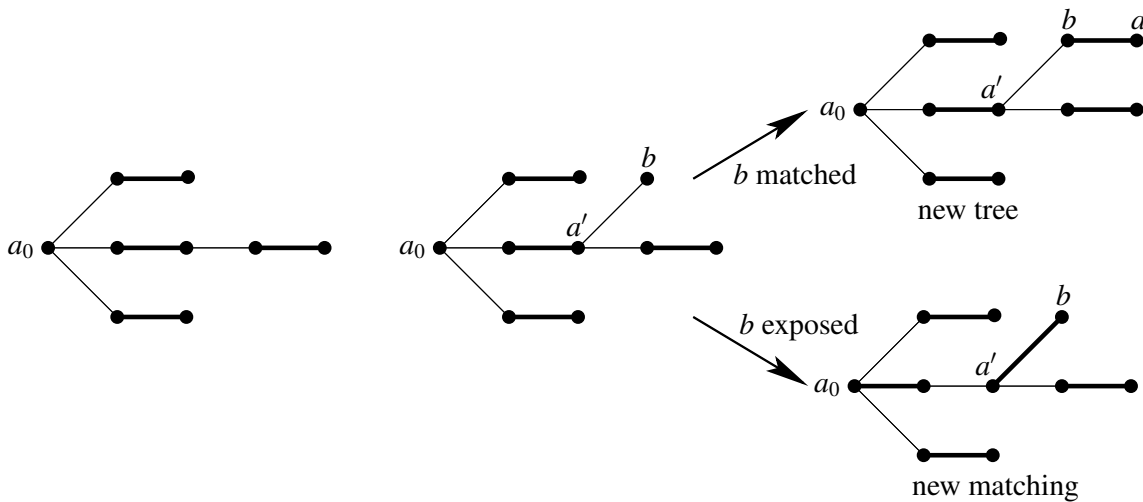 b a
a′
a₀
b matched
new tree
b
a′
a₀
a₀
b exposed
b
a′
a₀
new matching